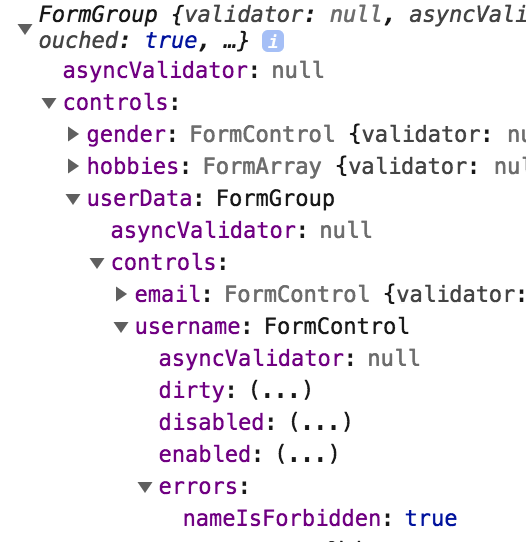 FormGroup {validator: null, asyncVali
ouched: true, …} i
asyncValidator: null
controls:
gender: FormControl {validator: nu
hobbies: FormArray {validator: nul
userData: FormGroup
asyncValidator: null
controls:
email: FormControl {validator:
username: FormControl
asyncValidator: null
dirty: (...)
disabled: (...)
enabled: (...)
errors:
nameIsForbidden: true